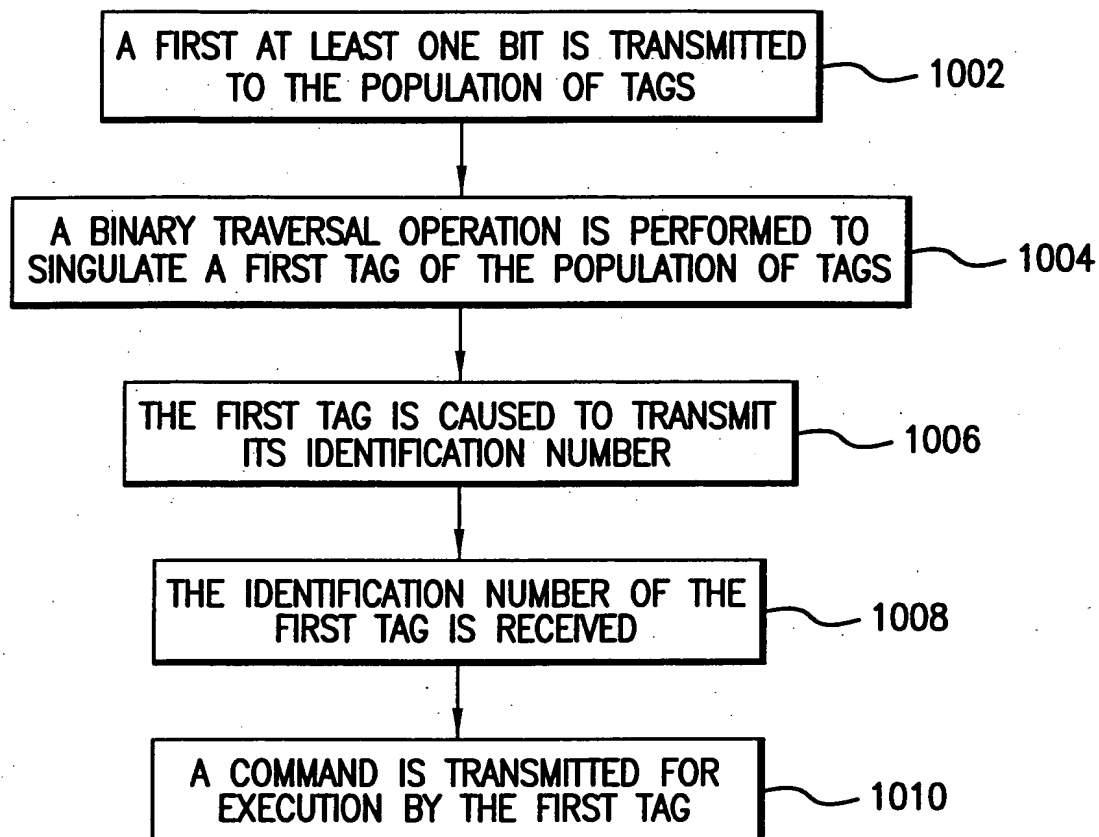 A FIRST AT LEAST ONE BIT IS TRANSMITTED
TO THE POPULATION OF TAGS
1002
A BINARY TRAVERSAL OPERATION IS PERFORMED TO
SINGULATE A FIRST TAG OF THE POPULATION OF TAGS
1004
THE FIRST TAG IS CAUSED TO TRANSMIT
ITS IDENTIFICATION NUMBER
1006
THE IDENTIFICATION NUMBER OF THE
FIRST TAG IS RECEIVED
1008
A COMMAND IS TRANSMITTED FOR
EXECUTION BY THE FIRST TAG
1010